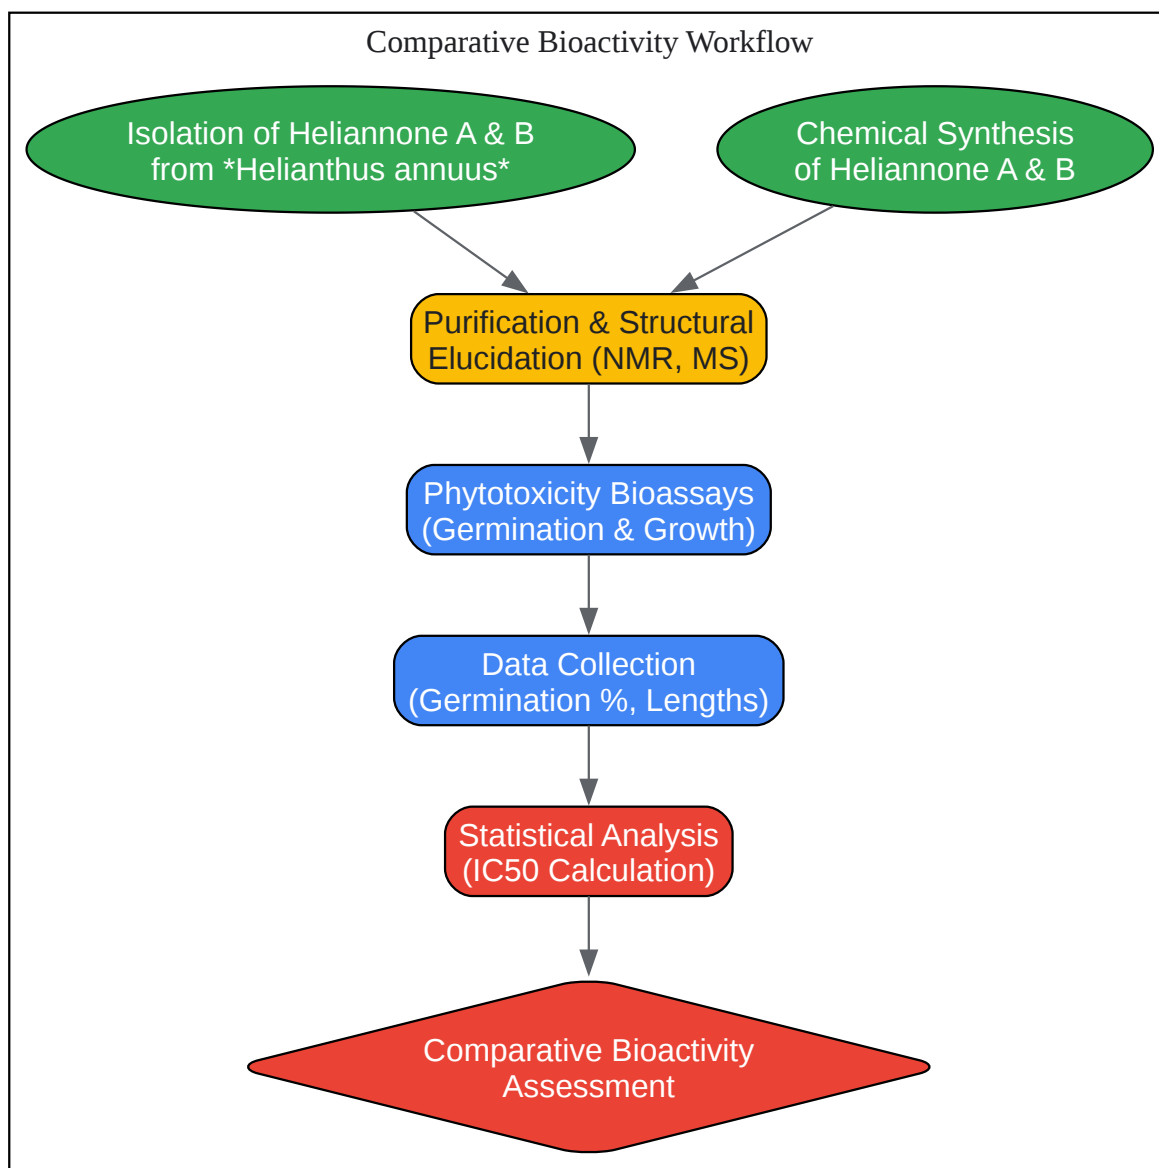 Comparative Bioactivity Workflow
Isolation of Heliannone A & B
from *Helianthus annuus*
Chemical Synthesis
of Heliannone A & B
Purification & Structural
Elucidation (NMR, MS)
Phytotoxicity Bioassays
(Germination & Growth)
Data Collection
(Germination %, Lengths)
Statistical Analysis
(IC50 Calculation)
Comparative Bioactivity
Assessment